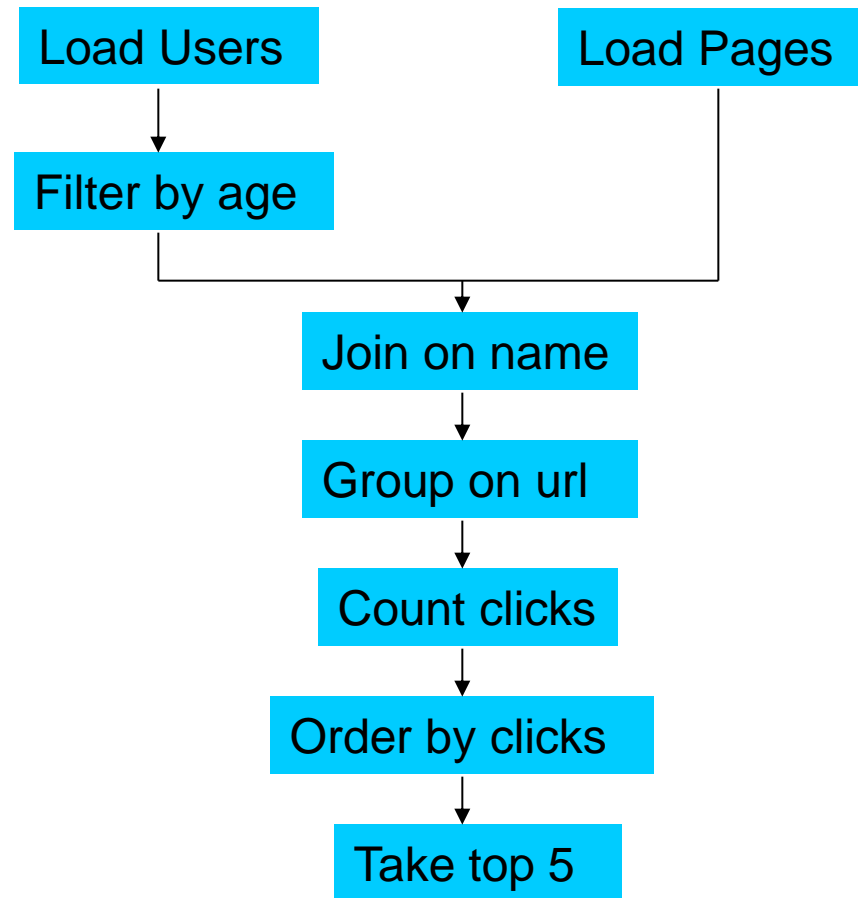 Load Users
Load Pages
Filter by age
Join on name
Group on url
Count clicks
Order by clicks
Take top 5